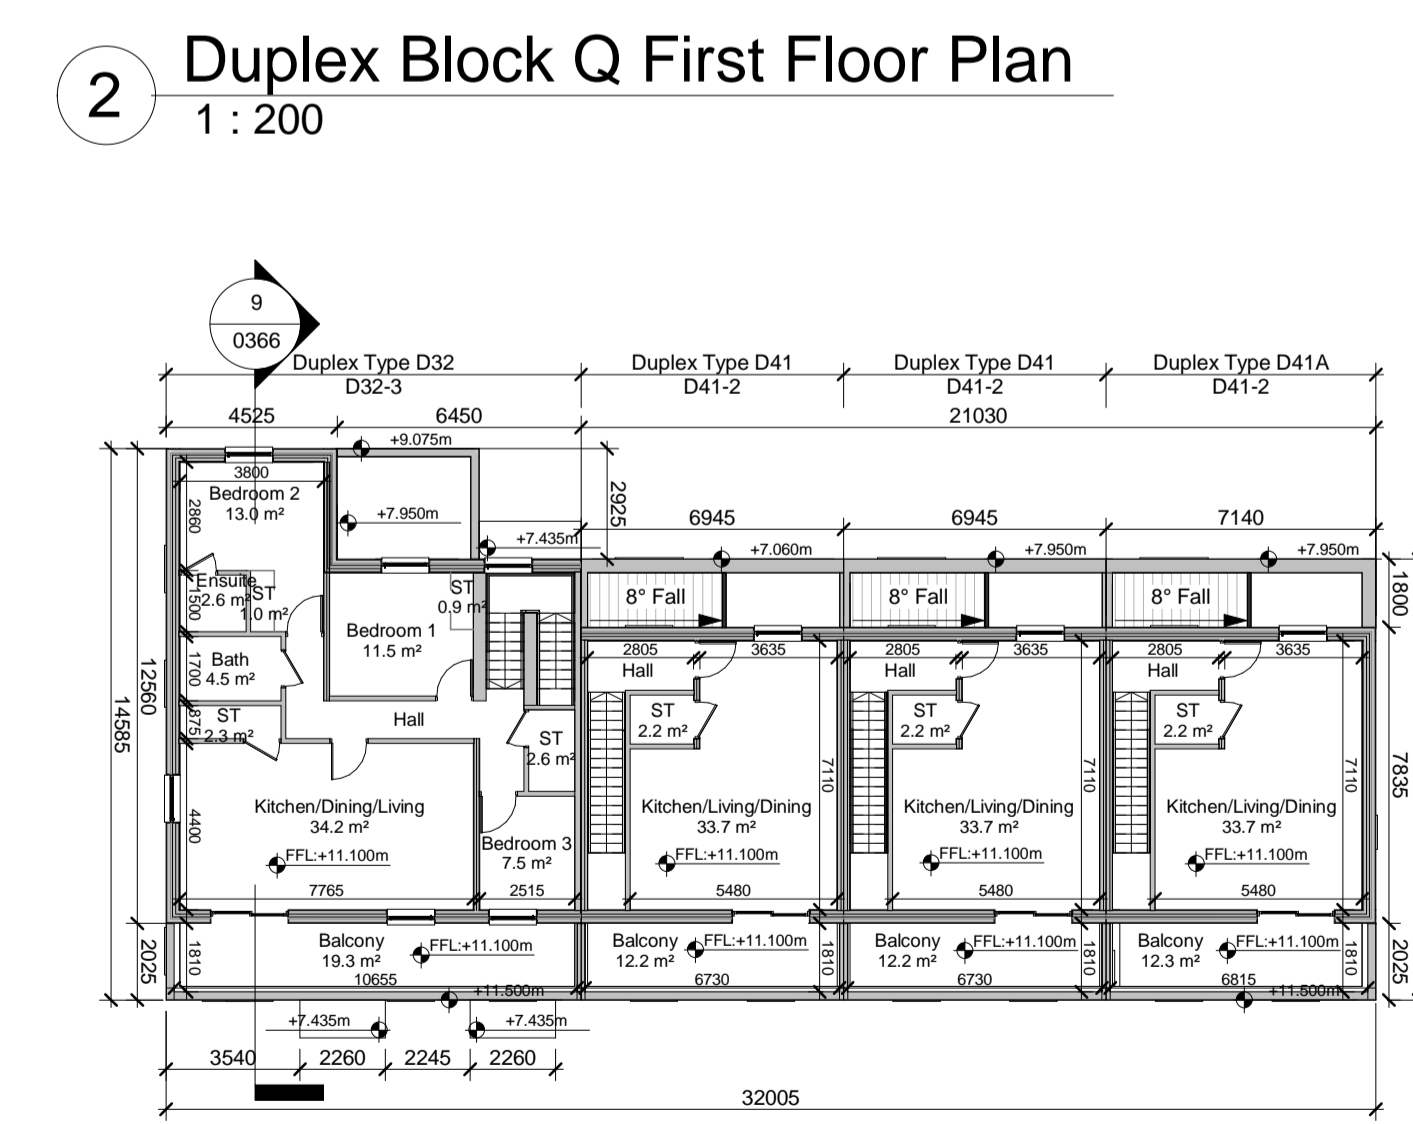 2
Duplex Block Q First Floor Plan
1 : 200
9
0366
Duplex Type D32
D32-3
Duplex Type D41
D41-2
Duplex Type D41
D41-2
Duplex Type D41A
D41-2
4525
6450
21030
+9.075m
3800
Bedroom 2
13.0 m²
2860
+7.950m
2925
6945
6945
7140
+7.435m
+7.060m
+7.950m
+7.950m
Ensuite
2.6 m²
1500
ST
1.0 m²
ST
0.9 m²
8° Fall
8° Fall
8° Fall
1800
Bedroom 1
11.5 m²
Bath
4.5 m²
1700
2805
3635
2805
3635
2805
3635
Hall
Hall
Hall
12560
14585
ST
2.3 m²
875
Hall
ST
2.6 m²
ST
2.2 m²
ST
2.2 m²
ST
2.2 m²
7110
7110
7110
7835
Kitchen/Dining/Living
34.2 m²
4400
FFL:+11.100m
Bedroom 3
7.5 m²
Kitchen/Living/Dining
33.7 m²
FFL:+11.100m
Kitchen/Living/Dining
33.7 m²
FFL:+11.100m
Kitchen/Living/Dining
33.7 m²
FFL:+11.100m
7765
2515
5480
5480
5480
2025
1810
Balcony
19.3 m²
FFL:+11.100m
10655
Balcony
12.2 m²
FFL:+11.100m
1810
6730
Balcony
12.2 m²
FFL:+11.100m
1810
6730
Balcony
12.3 m²
FFL:+11.100m
1810
6815
2025
+11.500m
+11.500m
+7.435m
+7.435m
3540
2260
2245
2260
32005